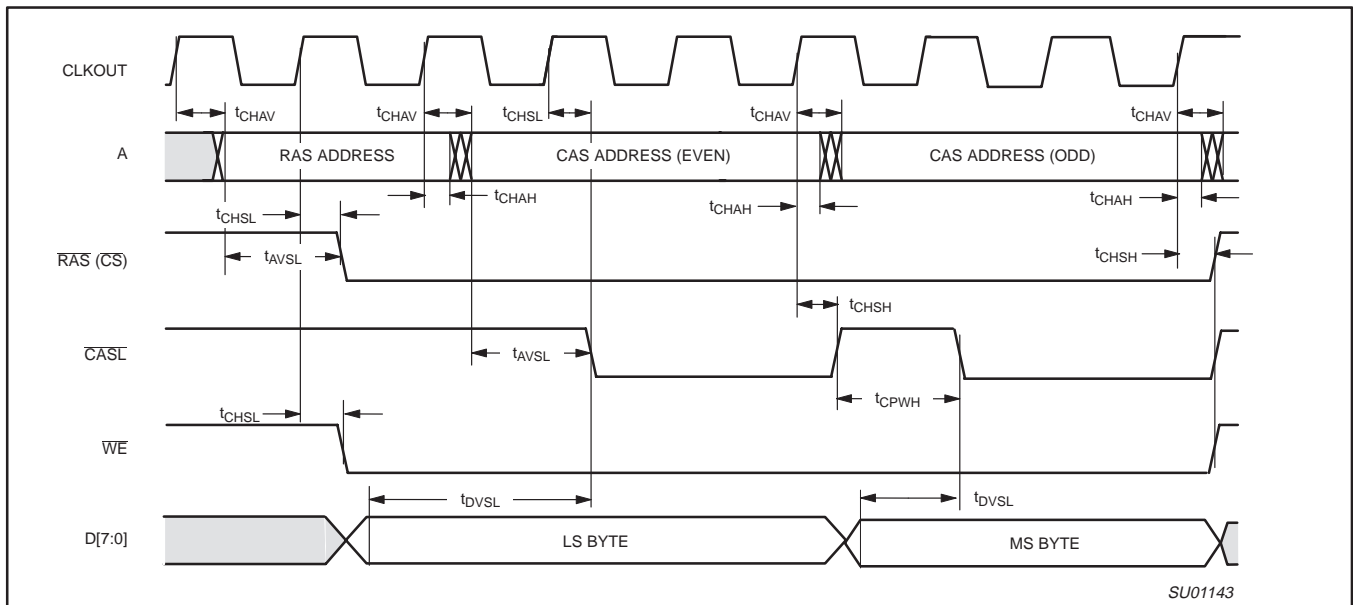 CLKOUT
tCHAV tCHAV tCHSL tCHAV tCHAV
A RAS ADDRESS CAS ADDRESS (EVEN) CAS ADDRESS (ODD)
tCHAH tCHAH tCHAH
tCHSL
RAS (CS) tAVSL tCHSH
tCHSH
CASL tAVSL
tCPWH
tCHSL
WE
tDVSL tDVSL
D[7:0] LS BYTE MS BYTE
SU01143